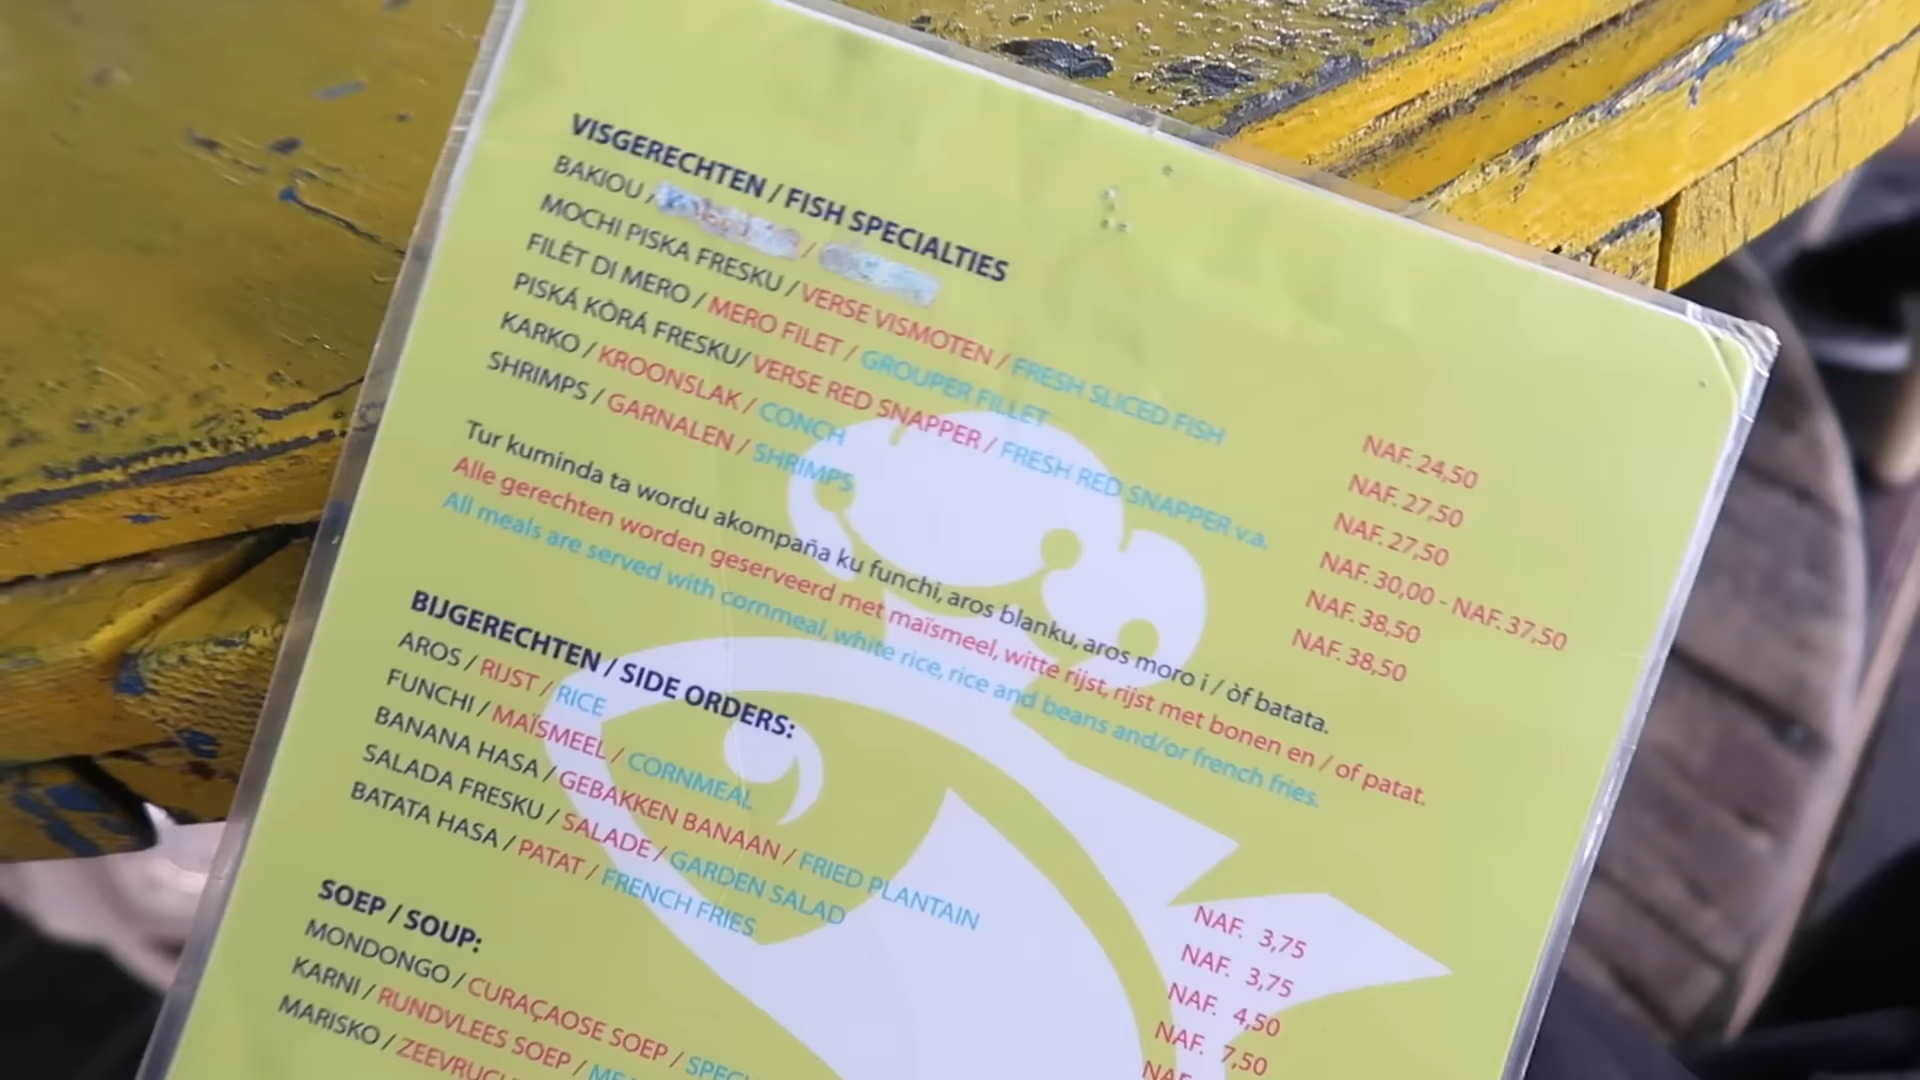 VISGERECHTEN / FISH SPECIALTIES
BAKIOU / / NAF. 24,50
MOCHI PISKA FRESKU / VERSE VISMOTEN / FRESH SLICED FISH NAF. 27,50
FILÈT DI MERO / MERO FILET / GROUPER FILLET NAF. 27,50
PISKÁ KÒRÁ FRESKU/ VERSE RED SNAPPER / FRESH RED SNAPPER v.a. NAF. 30,00 - NAF. 37,50
KARKO / KROONSLAK / CONCH NAF. 38,50
SHRIMPS / GARNALEN / SHRIMPS NAF. 38,50
Tur kuminda ta wordu akompaña ku funchi, aros blanku, aros moro i / òf batata.
Alle gerechten worden geserveerd met maïsmeel, witte rijst, rijst met bonen en / of patat.
All meals are served with cornmeal, white rice, rice and beans and/or french fries.
BIJGERECHTEN / SIDE ORDERS:
AROS / RIJST / RICE NAF. 3,75
FUNCHI / MAÏSMEEL / CORNMEAL NAF. 3,75
BANANA HASA / GEBAKKEN BANAAN / FRIED PLANTAIN NAF. 4,50
SALADA FRESKU / SALADE / GARDEN SALAD NAF. 7,50
BATATA HASA / PATAT / FRENCH FRIES NAF.
SOEP / SOUP:
MONDONGO / CURAÇAOSE SOEP /
KARNI / RUNDVLEES SOEP /
MARISKO /